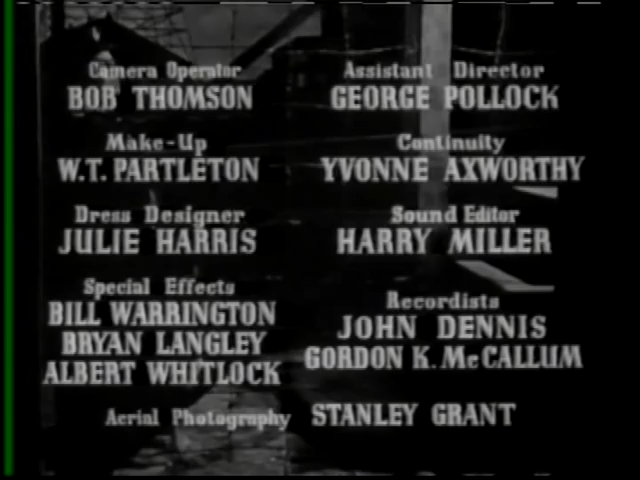 Camera Operator
BOB THOMSON
Assistant Director
GEORGE POLLOCK
Make-Up
W.T. PARTLETON
Continuity
YVONNE AXWORTHY
Dress Designer
JULIE HARRIS
Sound Editor
HARRY MILLER
Special Effects
BILL WARRINGTON
BRYAN LANGLEY
ALBERT WHITLOCK
Recordists
JOHN DENNIS
GORDON K. McCALLUM
Aerial Photography STANLEY GRANT